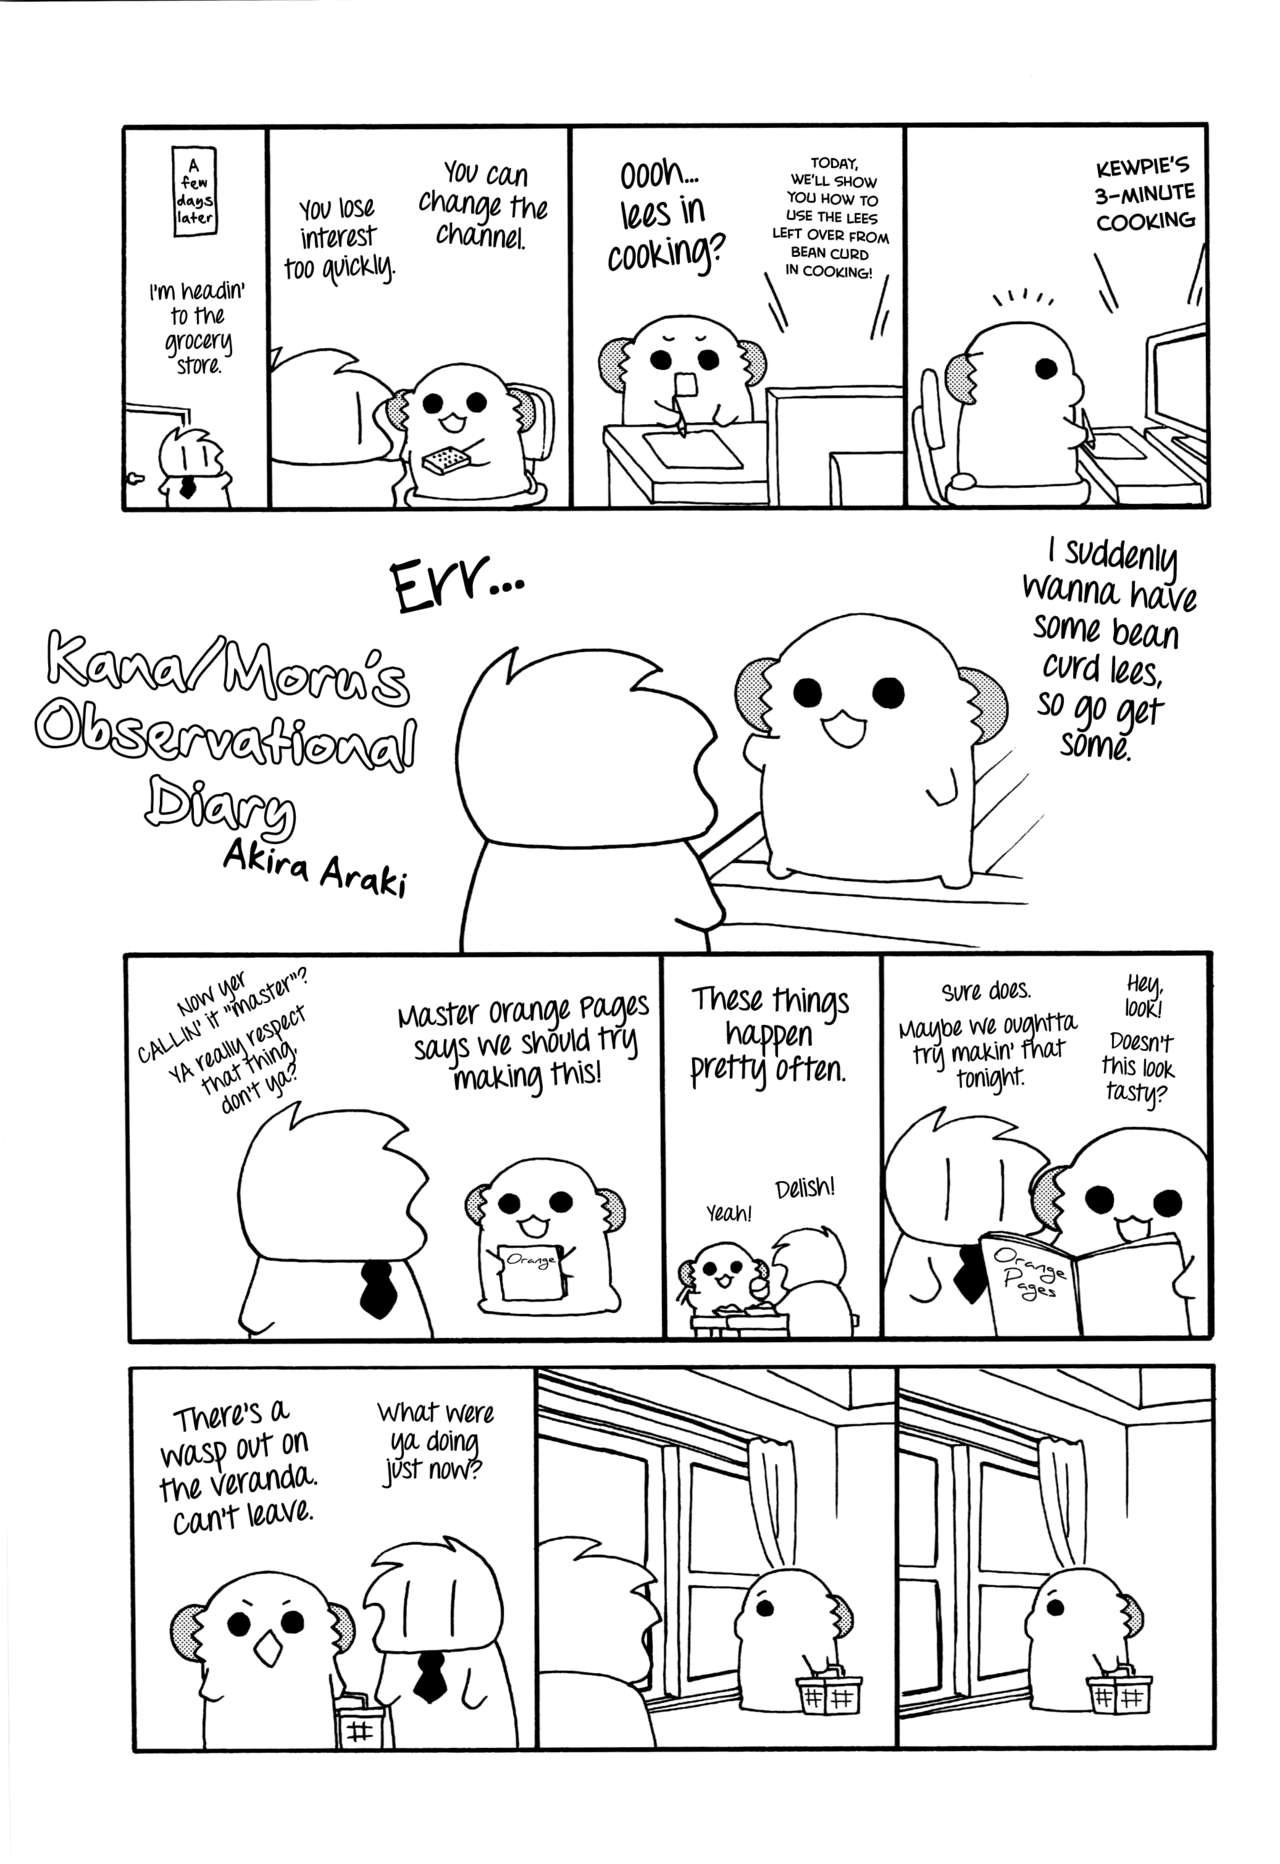 KEWPIE'S
3-MINUTE
COOKING
TODAY,
WE'LL SHOW
YOU HOW TO
USE THE LEES
LEFT OVER FROM
BEAN CURD
IN COOKING!
OOOh...
lees in
cooking?
You can
change the
channel.
You lose
interest
too quickly.
A
few
days
later
I'm headin'
to the
grocery
store.
I suddenly
wanna have
some bean
curd lees,
so go get
some.
Err...
Kana/Moru's
Observational
Diary
Akira Araki
Hey,
look!
Doesn't
this look
tasty?
Sure does.
Maybe we oughtta
try makin' that
tonight.
Orange
Pages
These things
happen
pretty often.
Delish!
Yeah!
Master Orange Pages
says we should try
making this!
Orange
Now yer
CALLIN' it "master"?
YA really respect
that thing,
don't ya?
What were
ya doing
just now?
There's a
wasp out on
the veranda.
Can't leave.